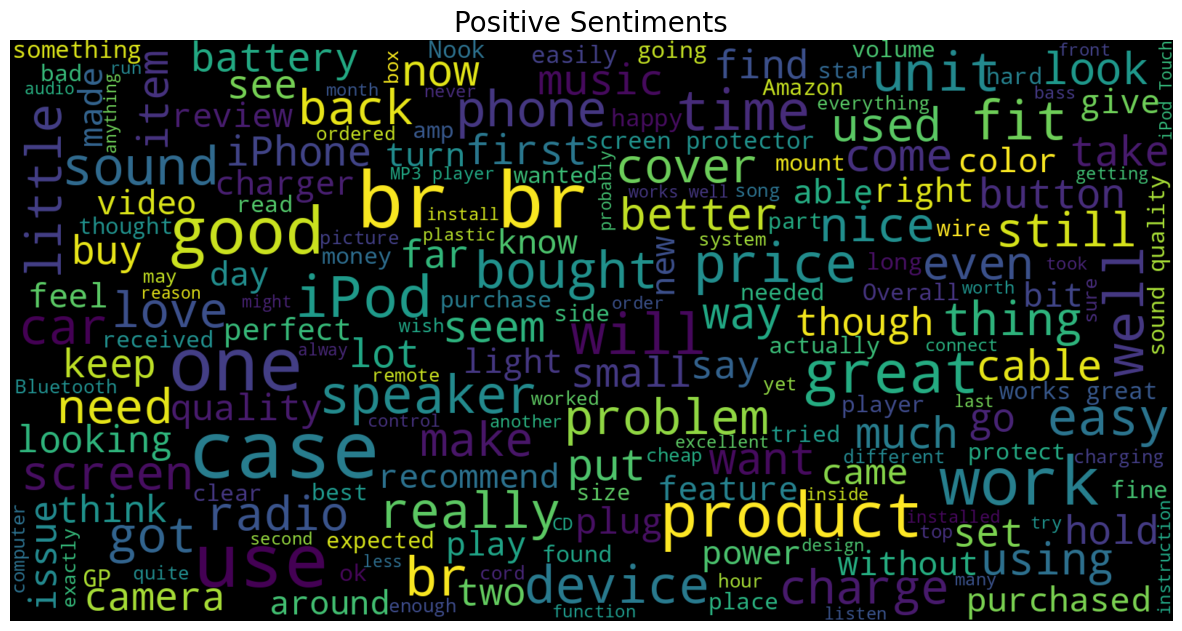 Positive Sentiments
something
battery
Nook
easily
going
volume
front
bad
run
item
box
now
music
find
star
unit
hard
look
iPod Touch
audio
made
anything
see
month
never
Amazon
bass
give
review
back
phone
time
everything
used
fit
ordered
amp
happy
little
sound
iPhone
turn
first
screen protector
cover
mount
come
color
take
charger
MP3 player
wanted
probably
works well
song
able
right
button
getting
video
read
br br
install
better
part
nice
wire
still
thought
good
picture
plastic
know
system
sound quality
buy
money
far
bought
new
price
long
even
took
may
day
reason
iPod
purchase
order
needed
Overall
worth
bit
sure
well
feel
love
might
wish
seem
side
will
way
though
thing
car
received
perfect
lot
light
small
say
actually
connect
keep
one
alway
remote
great
cable
Bluetooth
need
quality
speaker
worked
yet
player
last
works great
control
another
problem
tried
much
go
easy
looking
case
make
excellent
different
protect
charging
screen
recommend
put
cheap
want
came
work
clear
best
size
feature
inside
fine
computer
issue
think
got
radio
really
CD
plug
product
installed
top
set
try
hold
instruction
exactly
second
expected
play
found
power
design
without
using
GP
quite
use
ok
less
br
cord
two
device
hour
place
charge
many
camera
around
enough
function
listen
purchased